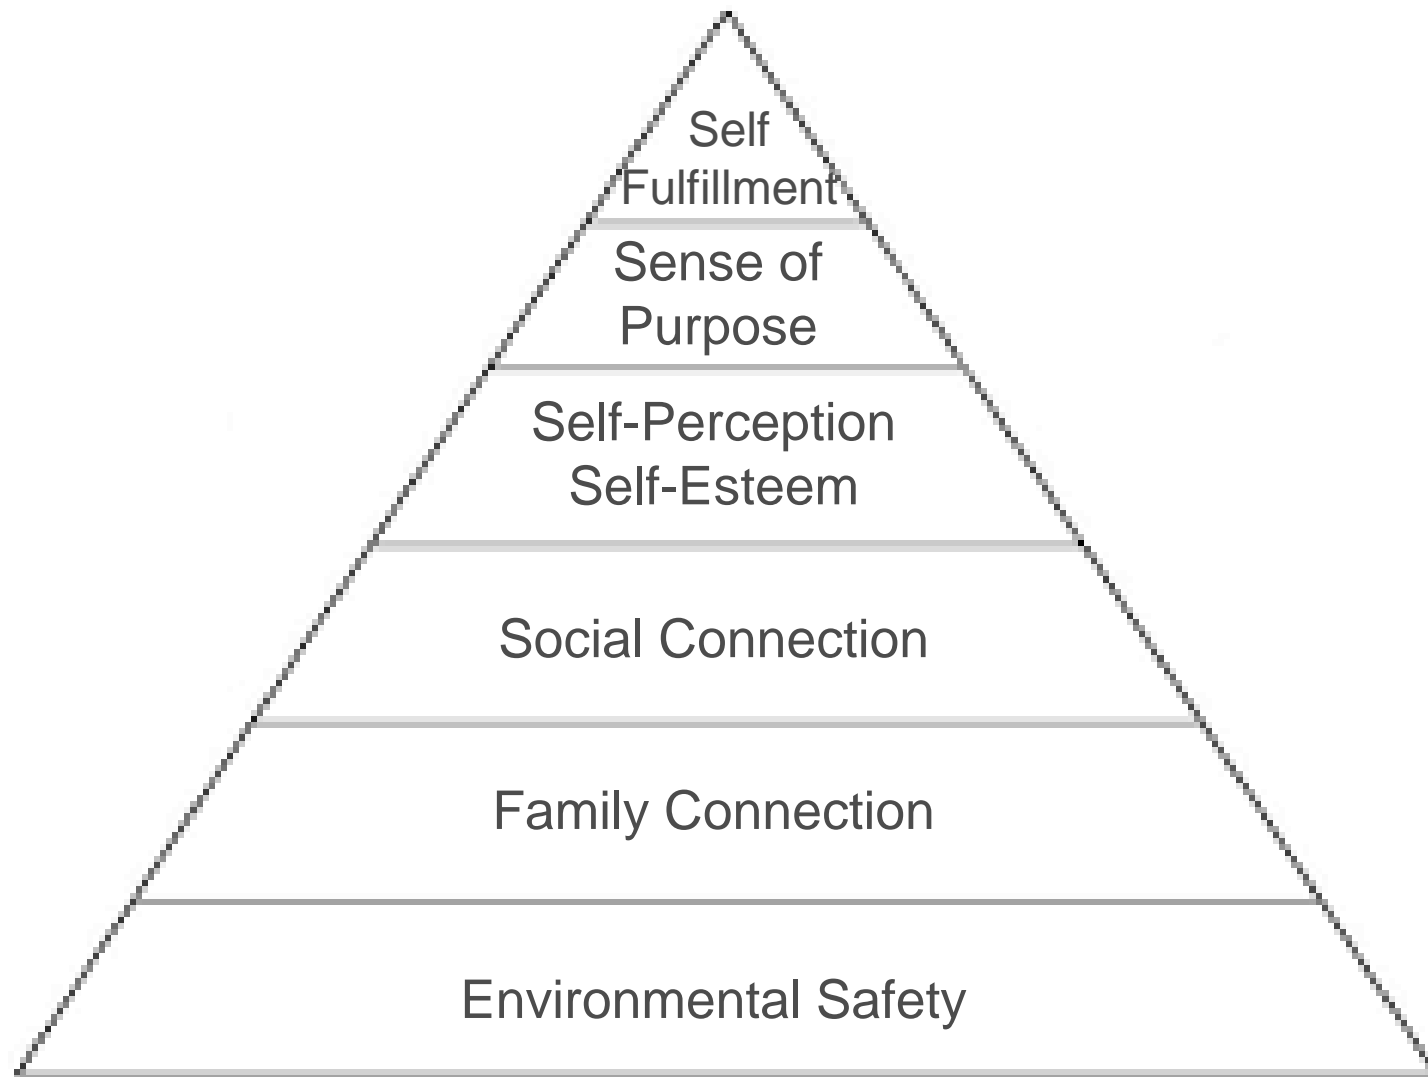 Self
Fulfillment
Sense of
Purpose
Self-Perception
Self-Esteem
Social Connection
Family Connection
Environmental Safety